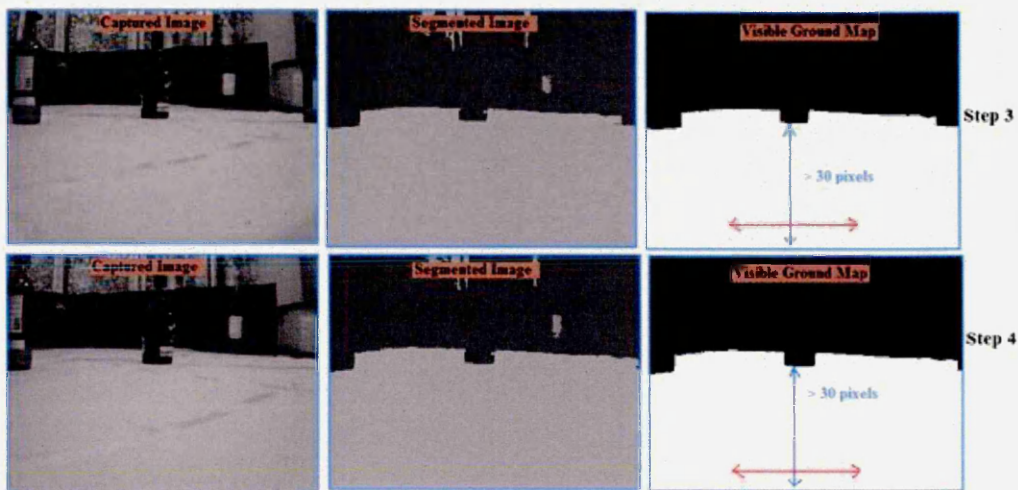 Captured Image
Segmented Image
Visible Ground Map
Step 3
> 30 pixels
Captured Image
Segmented Image
Visible Ground Map
Step 4
> 30 pixels